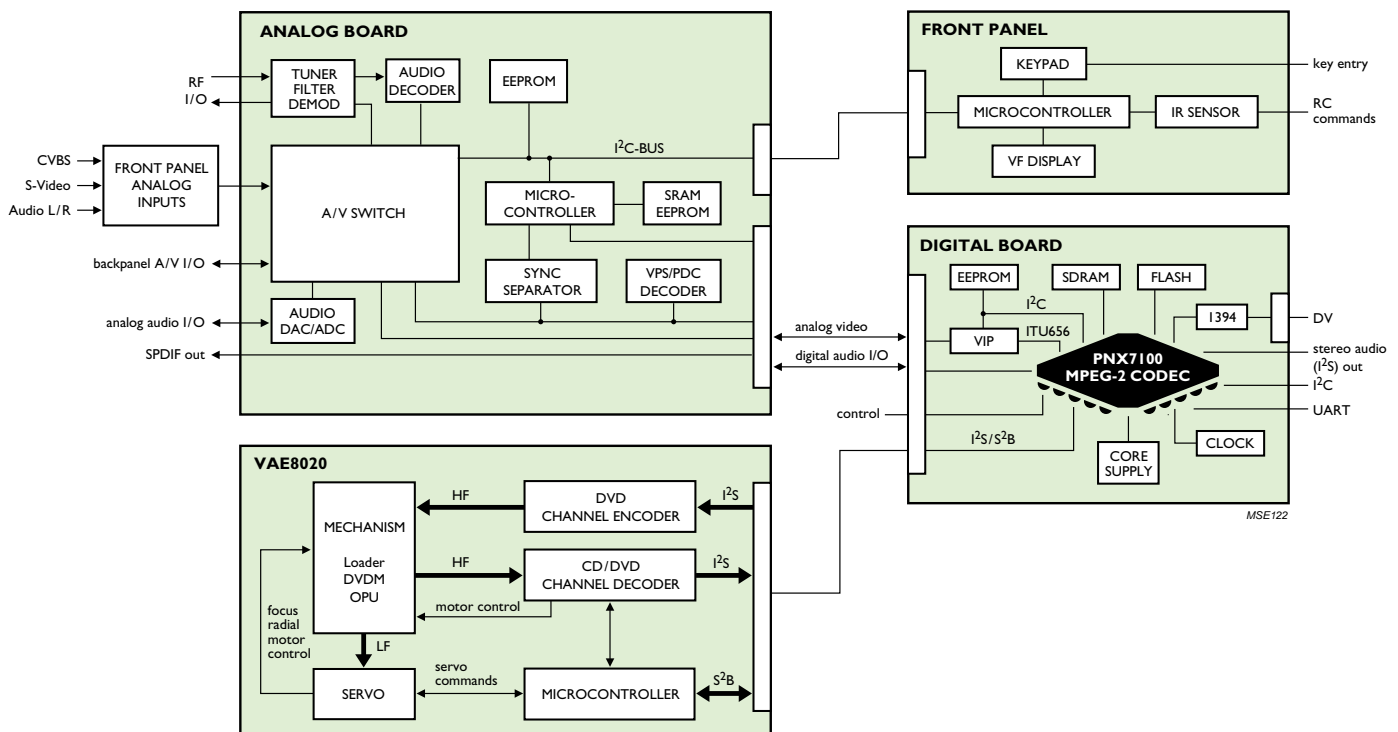 ANALOG BOARD
RF
I/O
TUNER
FILTER
DEMOD
AUDIO
DECODER
EEPROM
I²C-BUS
CVBS
S-Video
Audio L/R
FRONT PANEL
ANALOG
INPUTS
A/V SWITCH
MICRO-
CONTROLLER
SRAM
EEPROM
SYNC
SEPARATOR
VPS/PDC
DECODER
backpanel A/V I/O
analog audio I/O
AUDIO
DAC/ADC
SPDIF out
FRONT PANEL
KEYPAD
key entry
MICROCONTROLLER
IR SENSOR
RC
commands
VF DISPLAY
analog video
digital audio I/O
control
DIGITAL BOARD
EEPROM
SDRAM
FLASH
I²C
1394
DV
VIP
ITU656
PNX7100
MPEG-2 CODEC
stereo audio
(I²S) out
I²C
UART
I²S/S²B
CORE
SUPPLY
CLOCK
MSE122
VAE8020
MECHANISM
Loader
DVDM
OPU
HF
DVD
CHANNEL ENCODER
I²S
HF
CD/DVD
CHANNEL DECODER
I²S
motor control
focus
radial
motor
control
LF
SERVO
servo
commands
MICROCONTROLLER
S²B